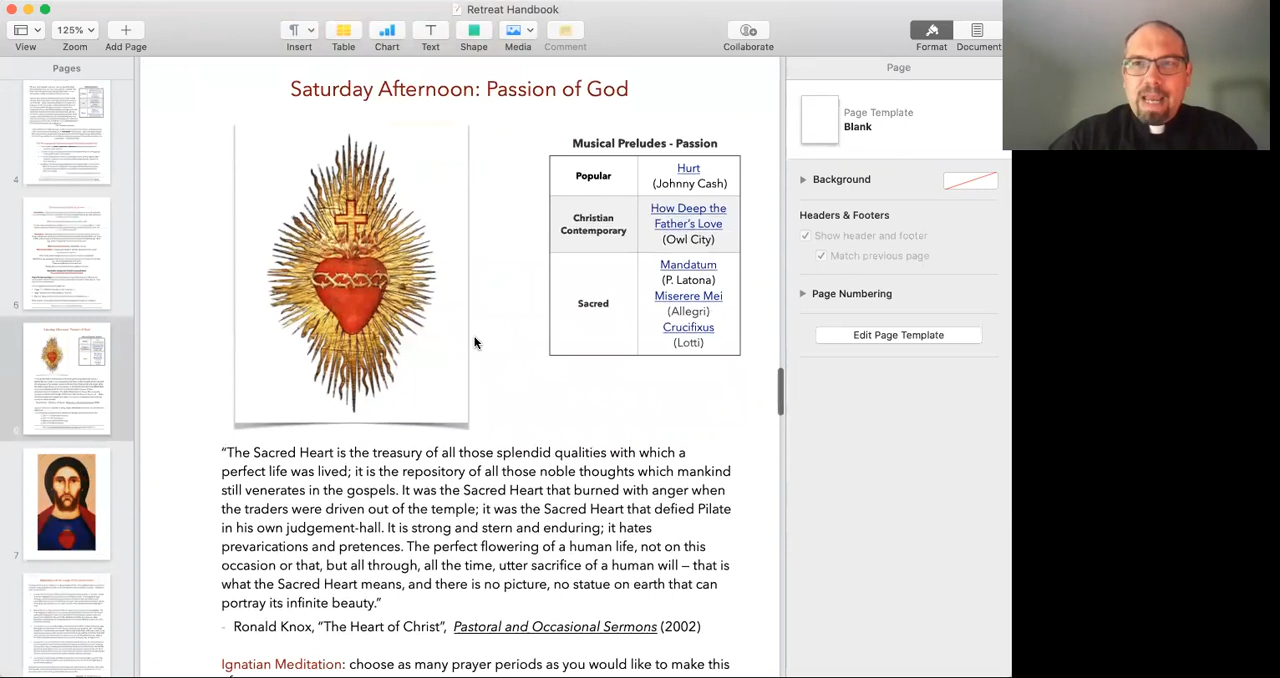 Retreat Handbook
125%
View
Zoom
Add Page
Insert
Table
Chart
Text
Shape
Media
Comment
Collaborate
Format
Document
Pages
Page
4
5
7
Saturday Afternoon: Passion of God
Musical Preludes - Passion
Popular
Hurt
(Johnny Cash)
Christian
Contemporary
How Deep the
Father's Love
(Owl City)
Sacred
Mandatum
(P. Latona)
Miserere Mei
(Allegri)
Crucifixus
(Lotti)
"The Sacred Heart is the treasury of all those splendid qualities with which a
perfect life was lived; it is the repository of all those noble thoughts which mankind
still venerates in the gospels. It was the Sacred Heart that burned with anger when
the traders were driven out of the temple; it was the Sacred Heart that defied Pilate
in his own judgement-hall. It is strong and stern and enduring; it hates
prevarications and pretences. The perfect flowering of a human life, not on this
occasion or that, but all through, all the time, utter sacrifice of a human will – that is
what the Sacred Heart means, and there is no picture, no statue on earth that can
portray its infinite beauty."
- Ronald Knox "The Heart of Christ", Pastoral and Occasional Sermons (2002)
Ignatian Meditation: choose as many prayer periods as you would like to make this
Page Template
Blank
Background
Headers & Footers
Show header and footer
Match previous page
Page Numbering
Edit Page Template